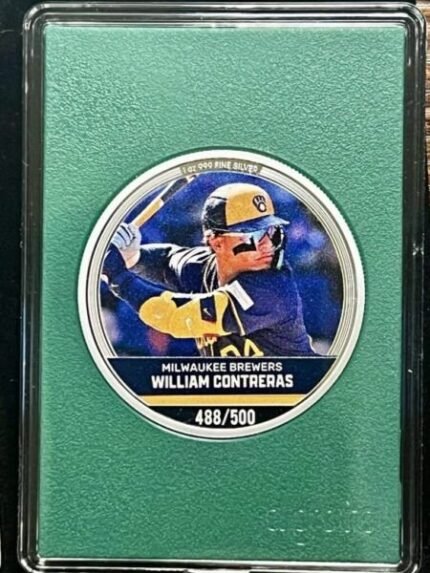 1 OZ 999 FINE SILVER
MILWAUKEE BREWERS
WILLIAM CONTRERAS
488/500